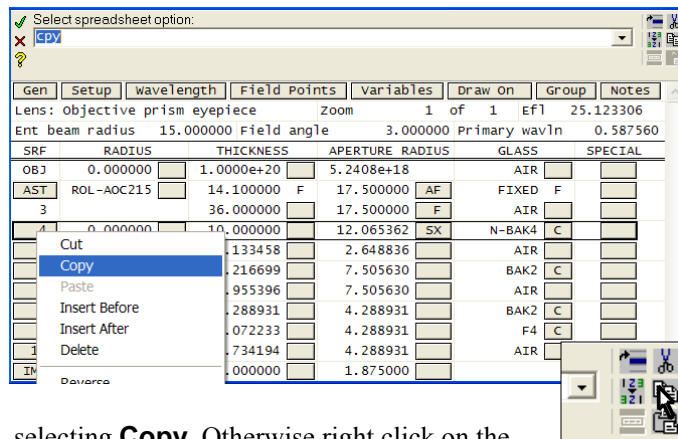 Select spreadsheet option:
cpy
Gen Setup Wavelength Field Points Variables Draw On Group Notes
Lens: Objective prism eyepiece Zoom 1 of 1 Efl 25.123306
Ent beam radius 15.000000 Field angle 3.000000 Primary wavln 0.587560
SRF RADIUS THICKNESS APERTURE RADIUS GLASS SPECIAL
OBJ 0.000000 1.0000e+20 5.2408e+18 AIR
AST ROL-AOC215 14.100000 F 17.500000 AF FIXED F
3 36.000000 17.500000 F AIR
4 0.000000 10.000000 12.065362 SX N-BAK4 C
Cut .133458 2.648836 AIR
Copy .216699 7.505630 BAK2 C
Paste .955396 7.505630 AIR
Insert Before .288931 4.288931 BAK2 C
Insert After .072233 4.288931 F4 C
1 Delete .734194 4.288931 AIR
IM .000000 1.875000
Reverse
selecting Copy. Otherwise right click on the